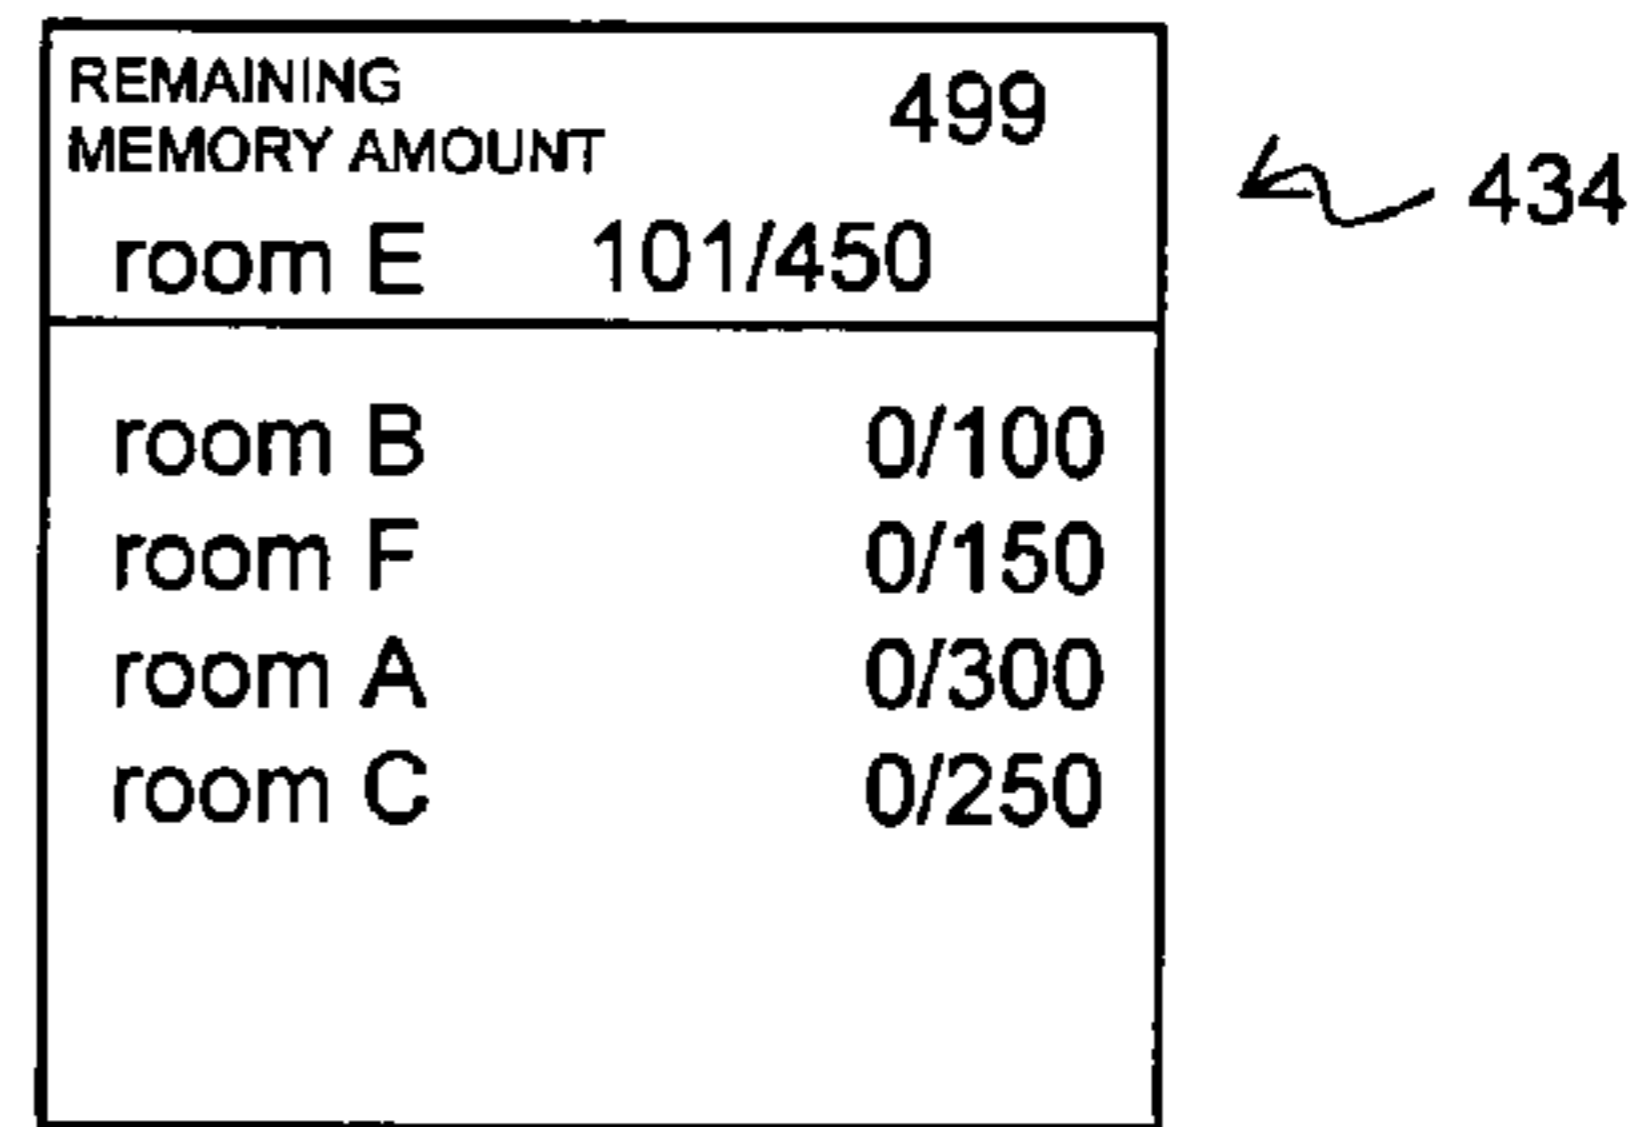 REMAINING
MEMORY AMOUNT 499
room E 101/450
room B 0/100
room F 0/150
room A 0/300
room C 0/250
434